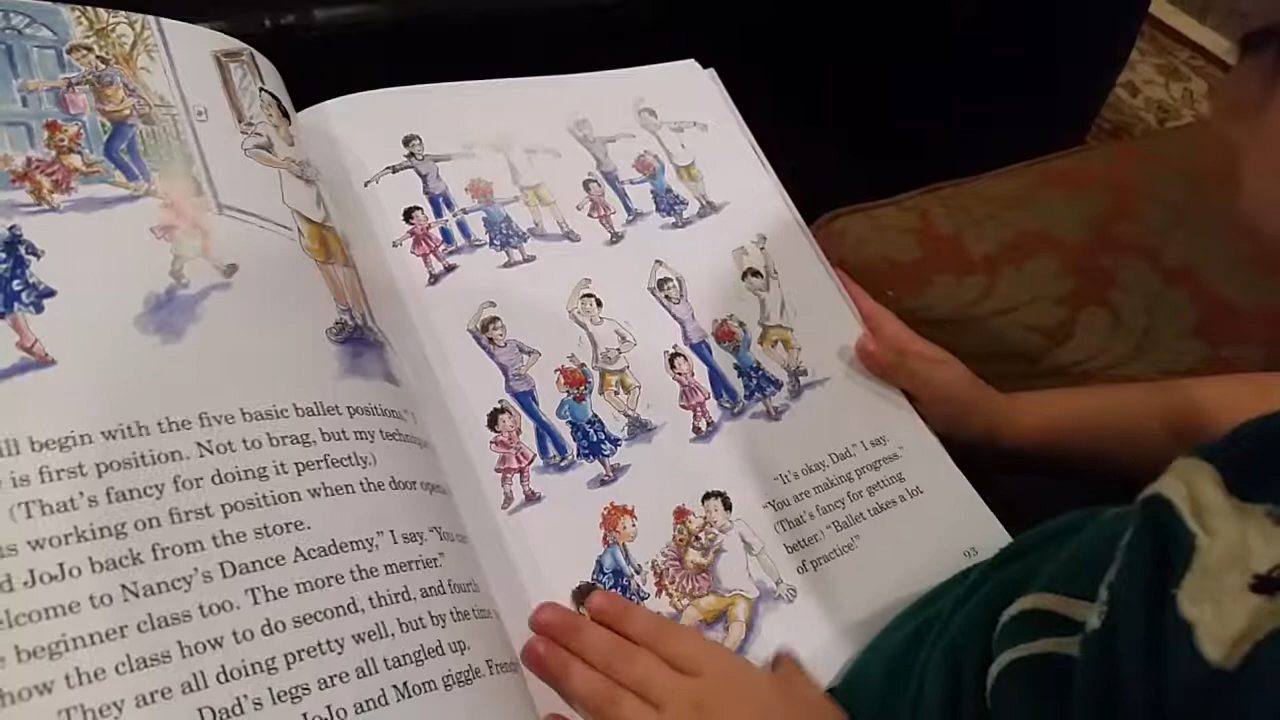 ill begin with the five basic ballet positions,"
is first position. Not to brag, but my technique
(That's fancy for doing it perfectly.)
working on first position when the door opens
JoJo back from the store.
elcome to Nancy's Dance Academy," I say. "You can
beginner class too. The more the merrier."
how the class how to do second, third, and fourth
They are all doing pretty well, but by the time
Dad's legs are all tangled up.
JoJo and Mom giggle.
"It's okay, Dad," I say.
"You are making progress."
(That's fancy for getting
better.) "Ballet takes a lot
of practice!"
93